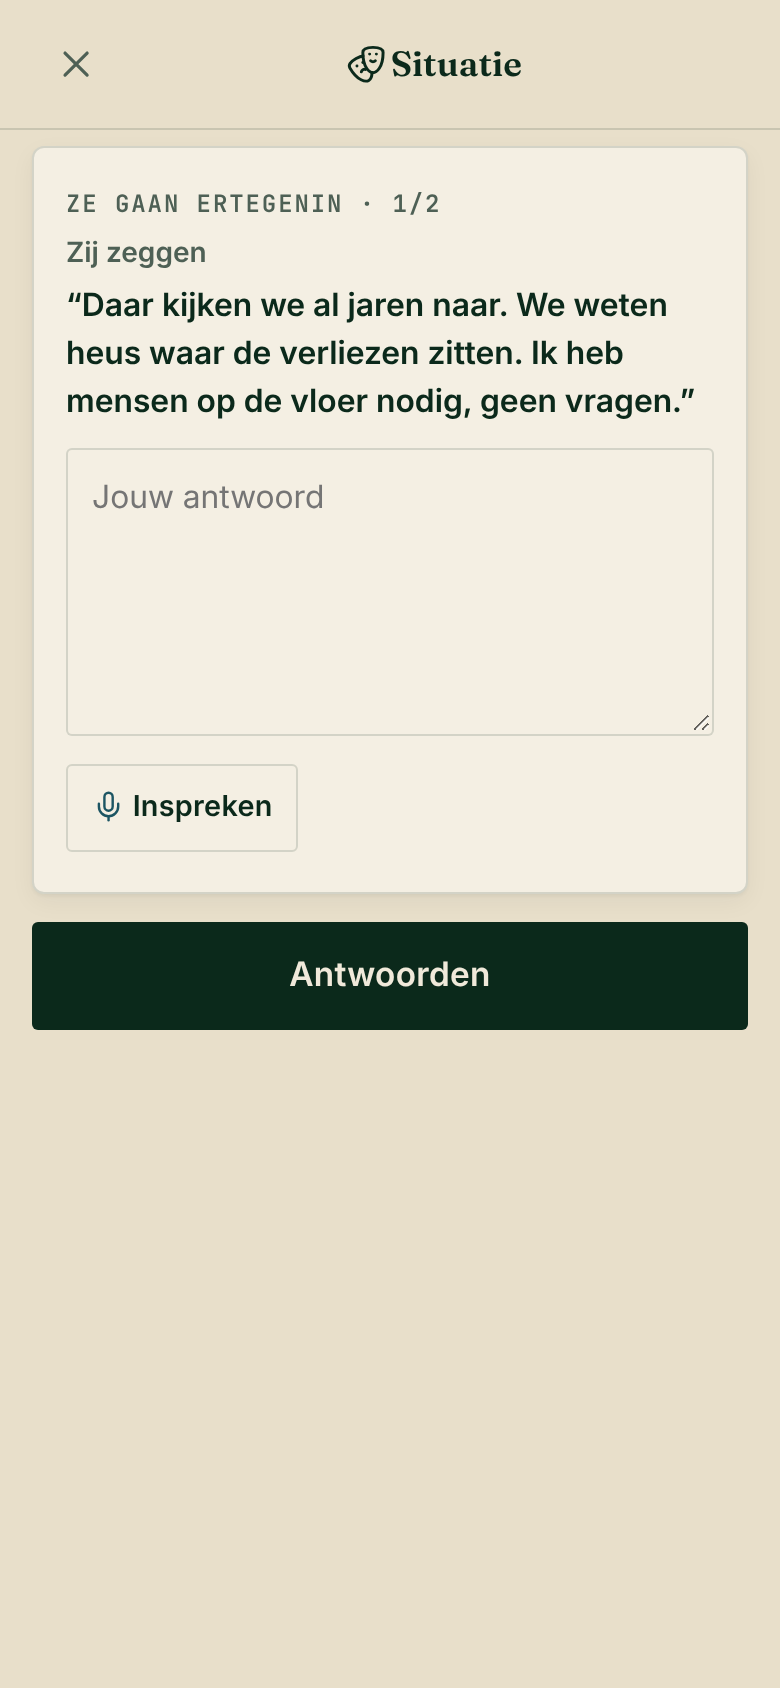 Situatie
ZE GAAN ERTEGENIN · 1/2
Zij zeggen
“Daar kijken we al jaren naar. We weten
heus waar de verliezen zitten. Ik heb
mensen op de vloer nodig, geen vragen.”
Jouw antwoord
Inspreken
Antwoorden